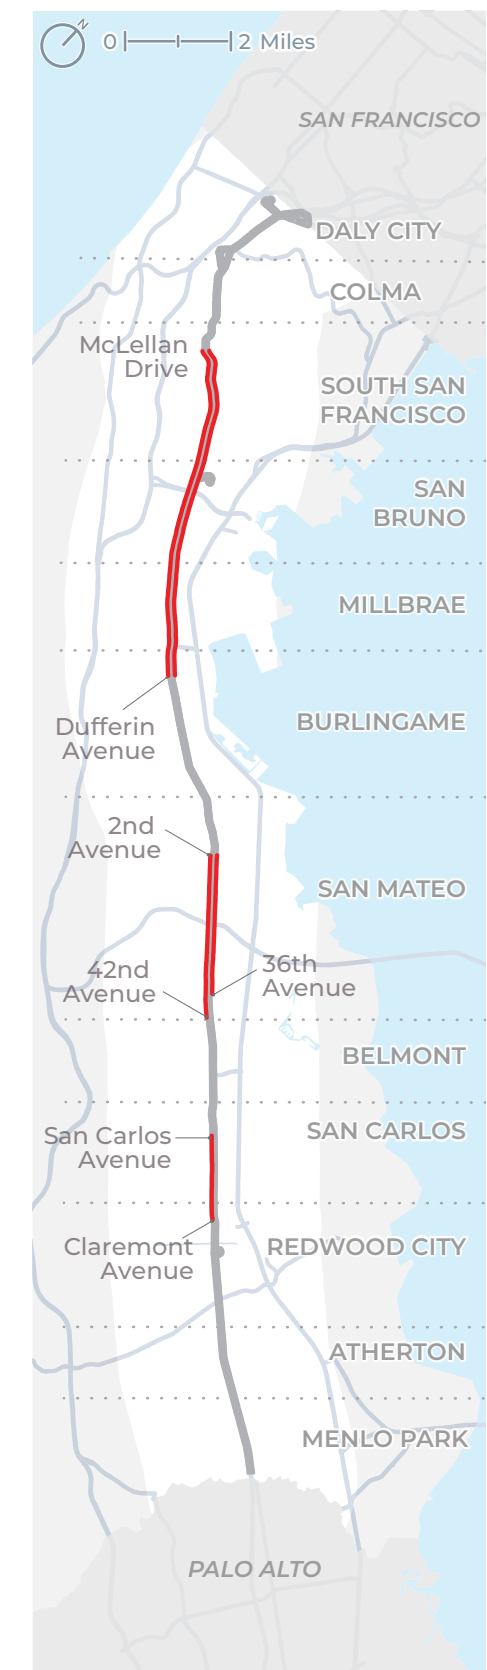 N
0 2 Miles
SAN FRANCISCO
DALY CITY
COLMA
McLellan
Drive
SOUTH SAN
FRANCISCO
SAN
BRUNO
MILLBRAE
BURLINGAME
Dufferin
Avenue
2nd
Avenue
SAN MATEO
36th
Avenue
42nd
Avenue
BELMONT
SAN CARLOS
San Carlos
Avenue
REDWOOD CITY
Claremont
Avenue
ATHERTON
MENLO PARK
PALO ALTO